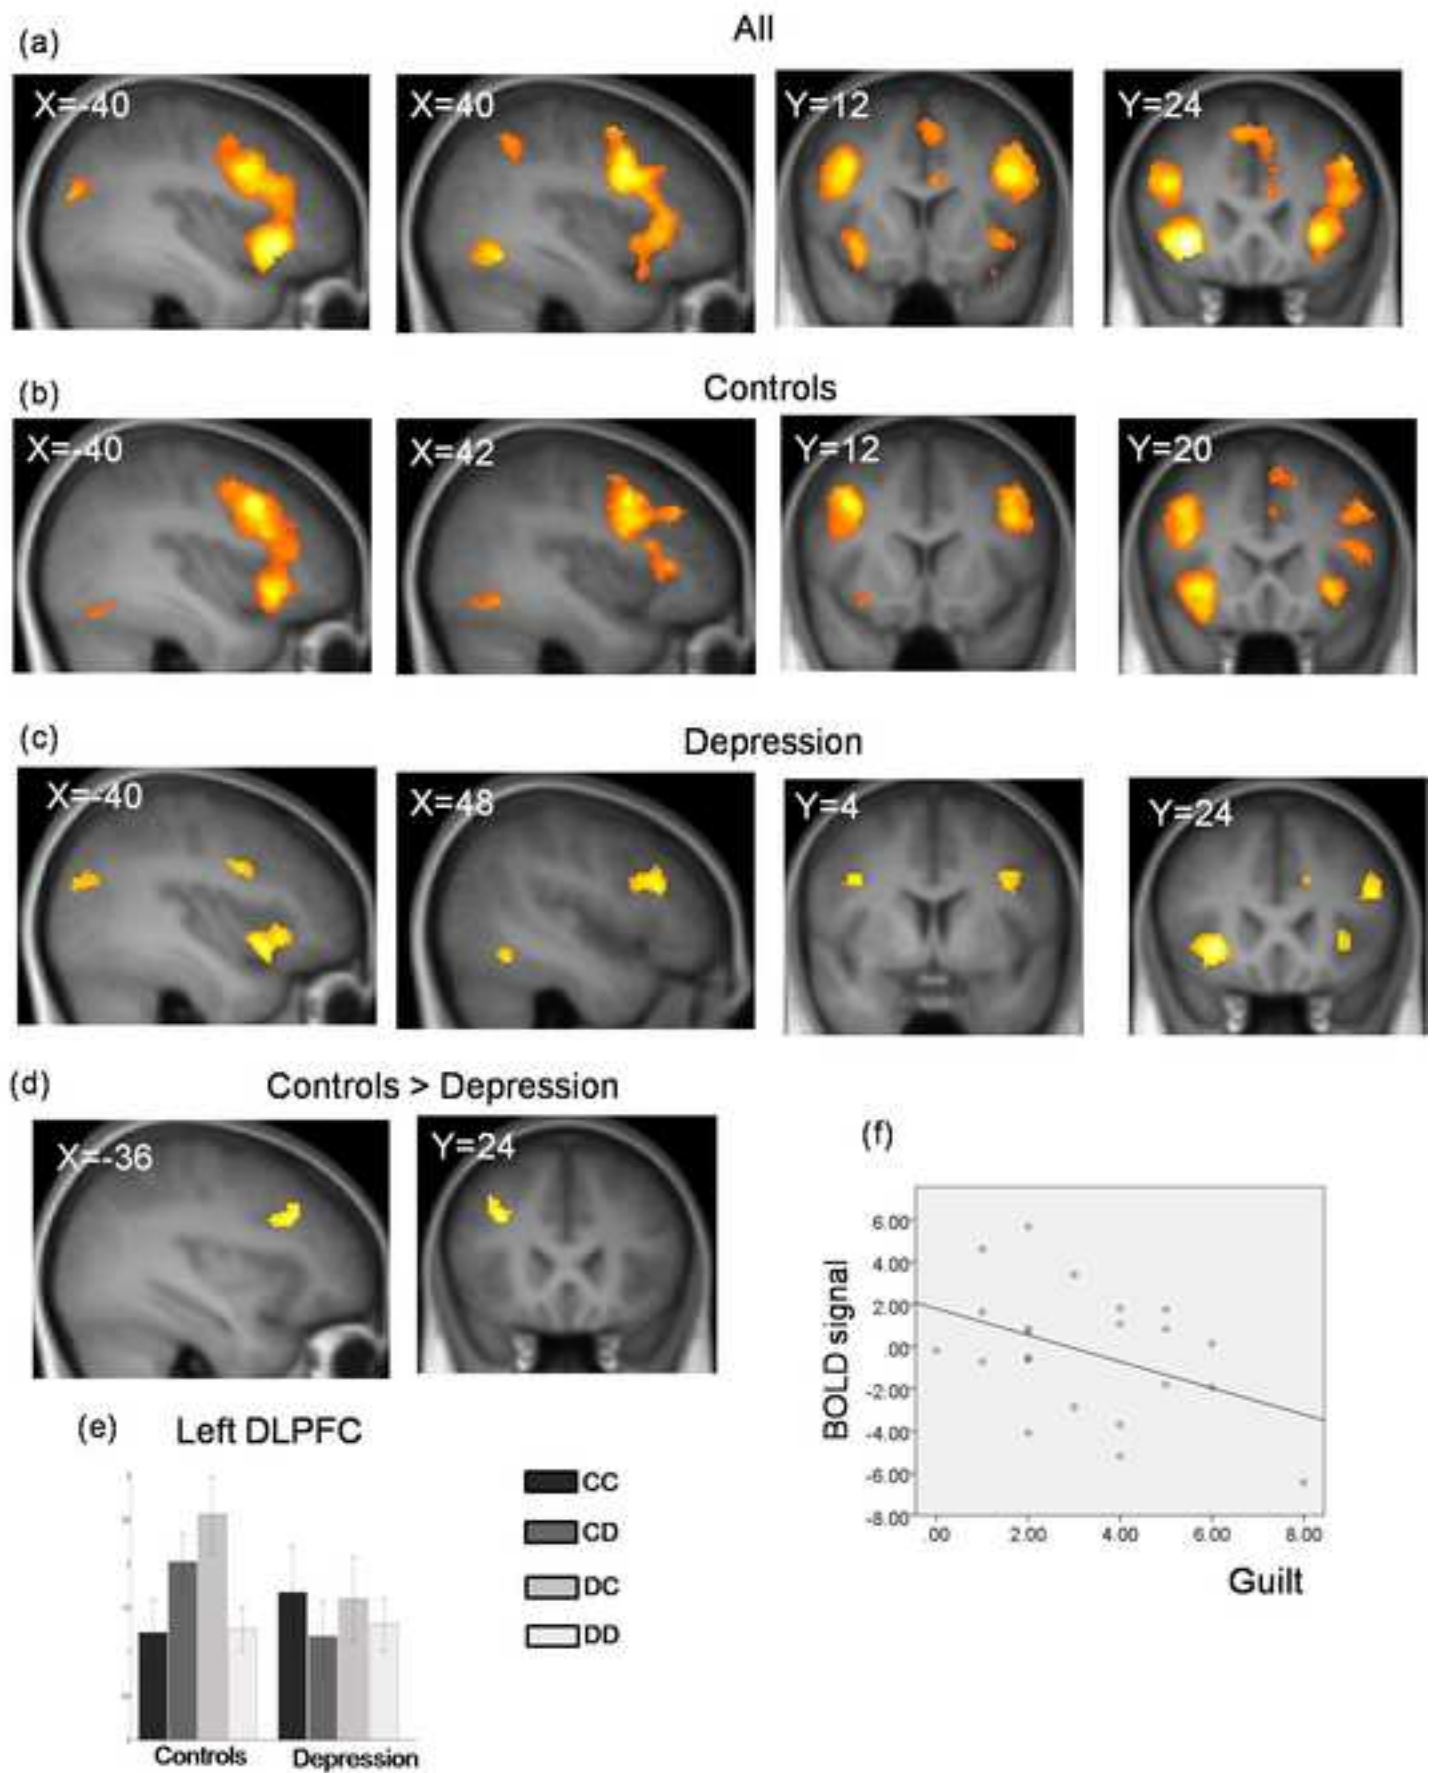 (a)
All
X=-40
X=40
Y=12
Y=24
(b)
Controls
X=-40
X=42
Y=12
Y=20
(c)
Depression
X=-40
X=48
Y=4
Y=24
(d)
Controls > Depression
X=-36
Y=24
(e)
Left DLPFC
CC
CD
DC
DD
Controls
Depression
(f)
BOLD signal
6.00
4.00
2.00
.00
-2.00
-4.00
-6.00
-8.00
.00
2.00
4.00
6.00
8.00
Guilt